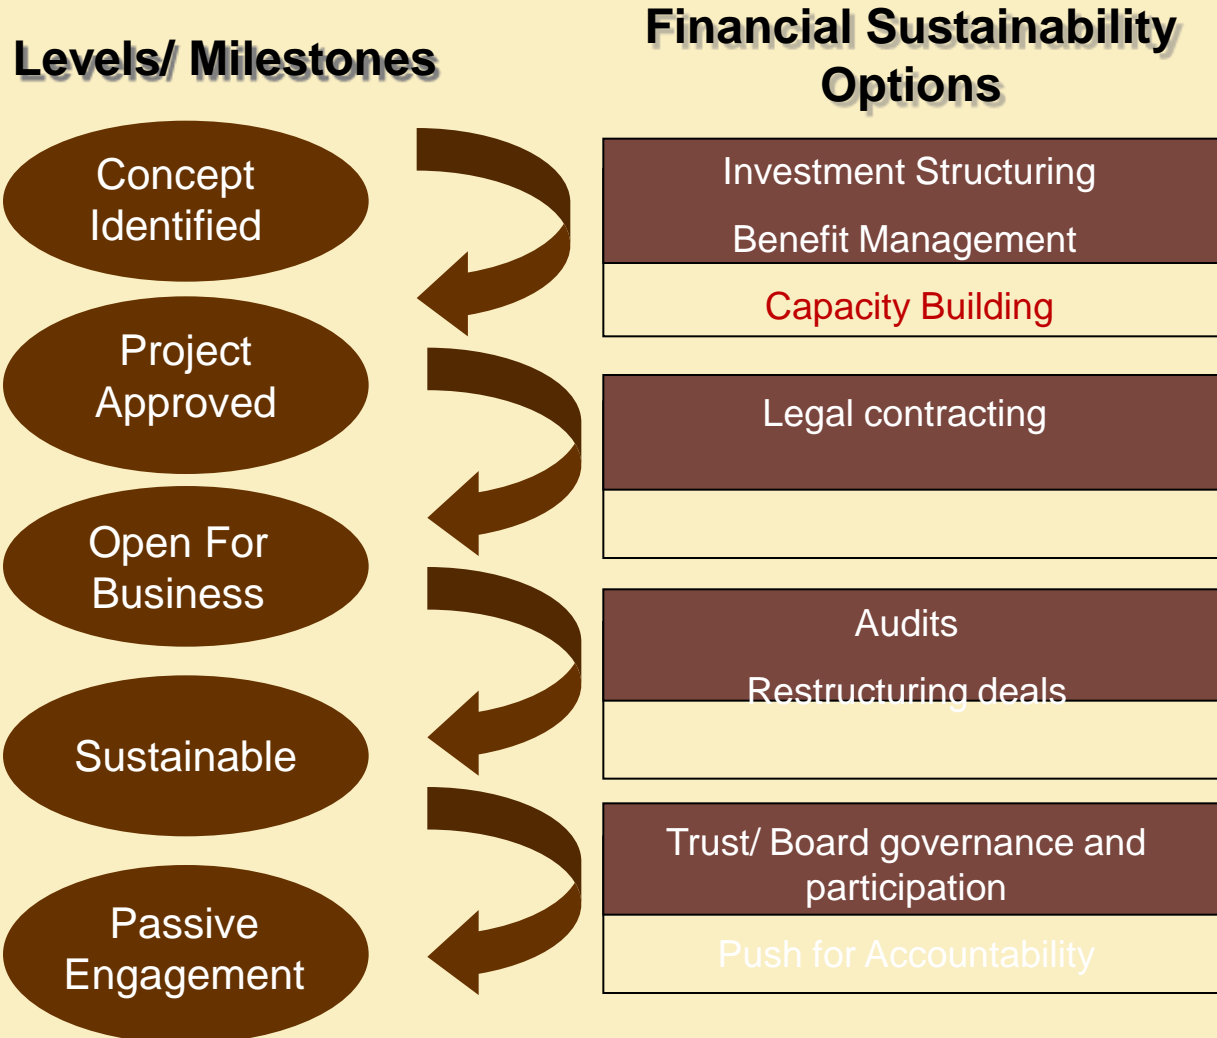 Levels/ Milestones
Concept
Identified
Project
Approved
Open For
Business
Sustainable
Passive
Engagement
Financial Sustainability
Options
Investment Structuring
Benefit Management
Capacity Building
Legal contracting
Audits
Restructuring deals
Trust/ Board governance and
participation
Push for Accountability